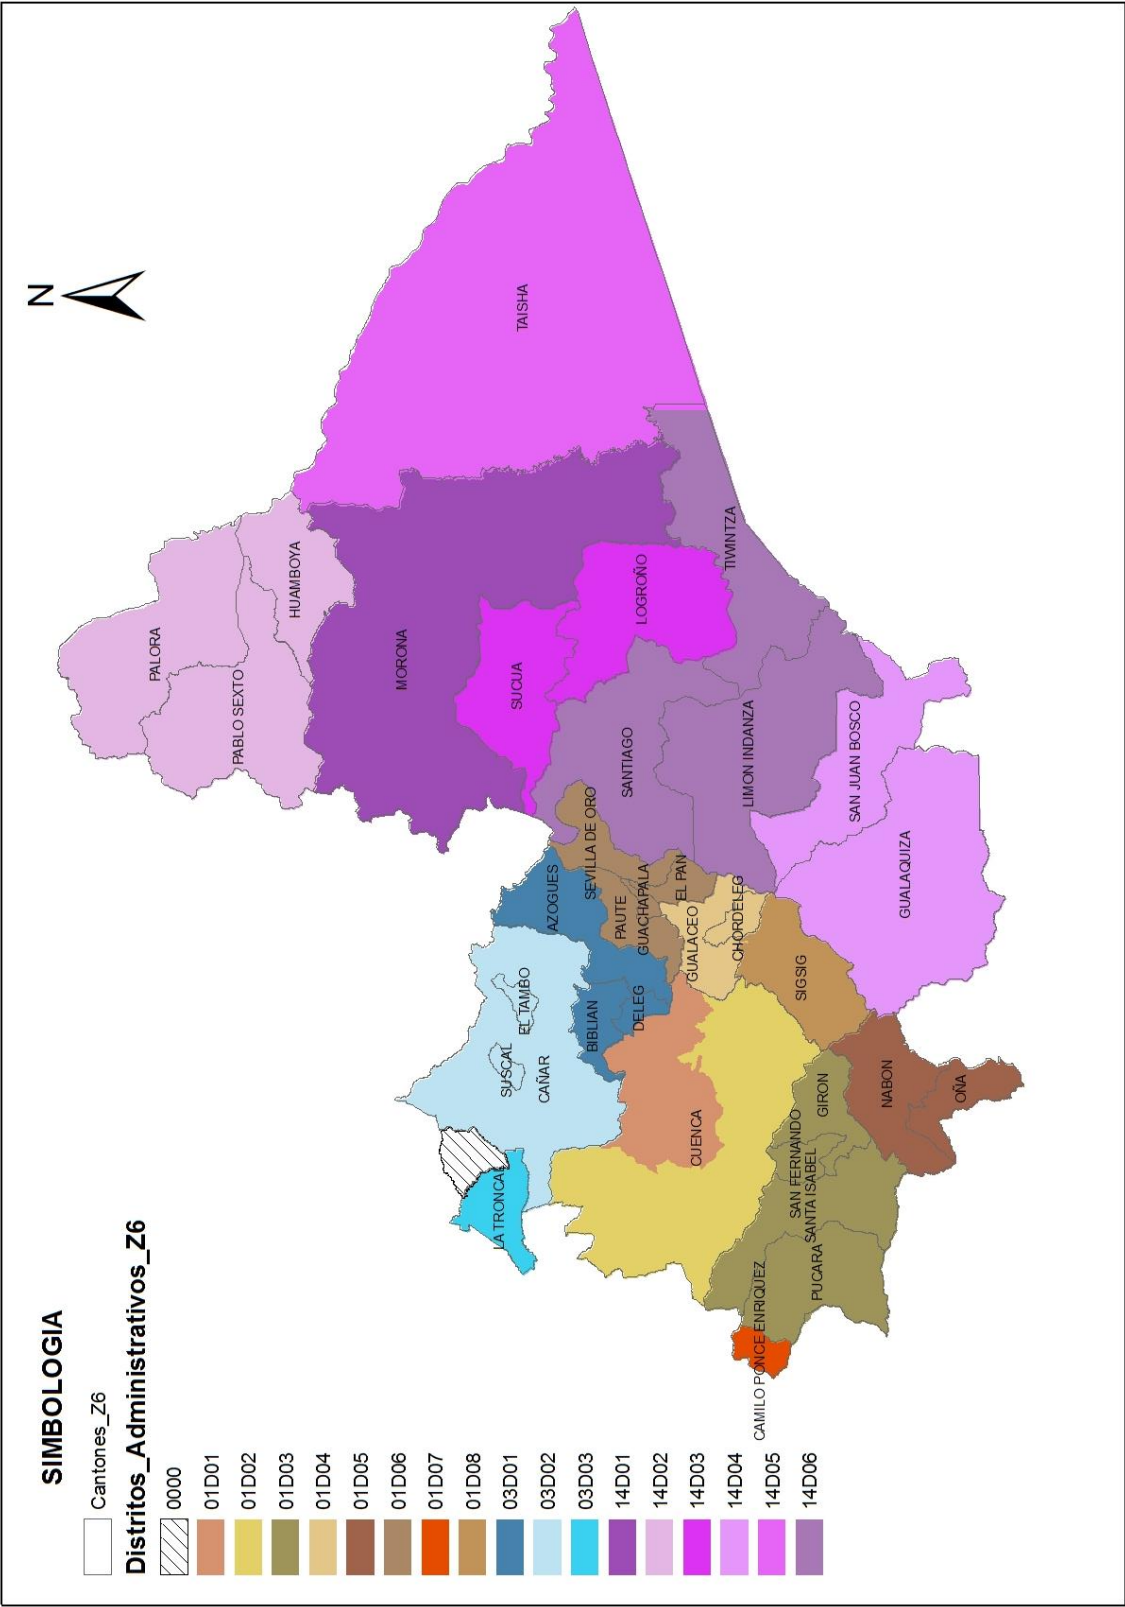 SIMBOLOGIA
Cantones_Z6
Distritos_Administrativos_Z6
0000
01D01
01D02
01D03
01D04
01D05
01D06
01D07
01D08
03D01
03D02
03D03
14D01
14D02
14D03
14D04
14D05
14D06
N
PALORA
PABLO SEXTO
HUAMBOYA
MORONA
TAISHA
SUCUA
LOGROÑO
SANTIAGO
TIWINTZA
LIMON INDANZA
SAN JUAN BOSCO
GUALAQUIZA
SEVILLA DE ORO
AZOGUES
PAUTE
GUACHAPALA
EL PAN
GUALACEO
CHORDELEG
SIGSIG
EL TAMBO
SUSCAL
CAÑAR
BIBLIAN
DELEG
LA TRONCAL
CUENCA
GIRON
SAN FERNANDO
SANTA ISABEL
PUCARA
CAMILO PONCE ENRIQUEZ
NABON
OÑA